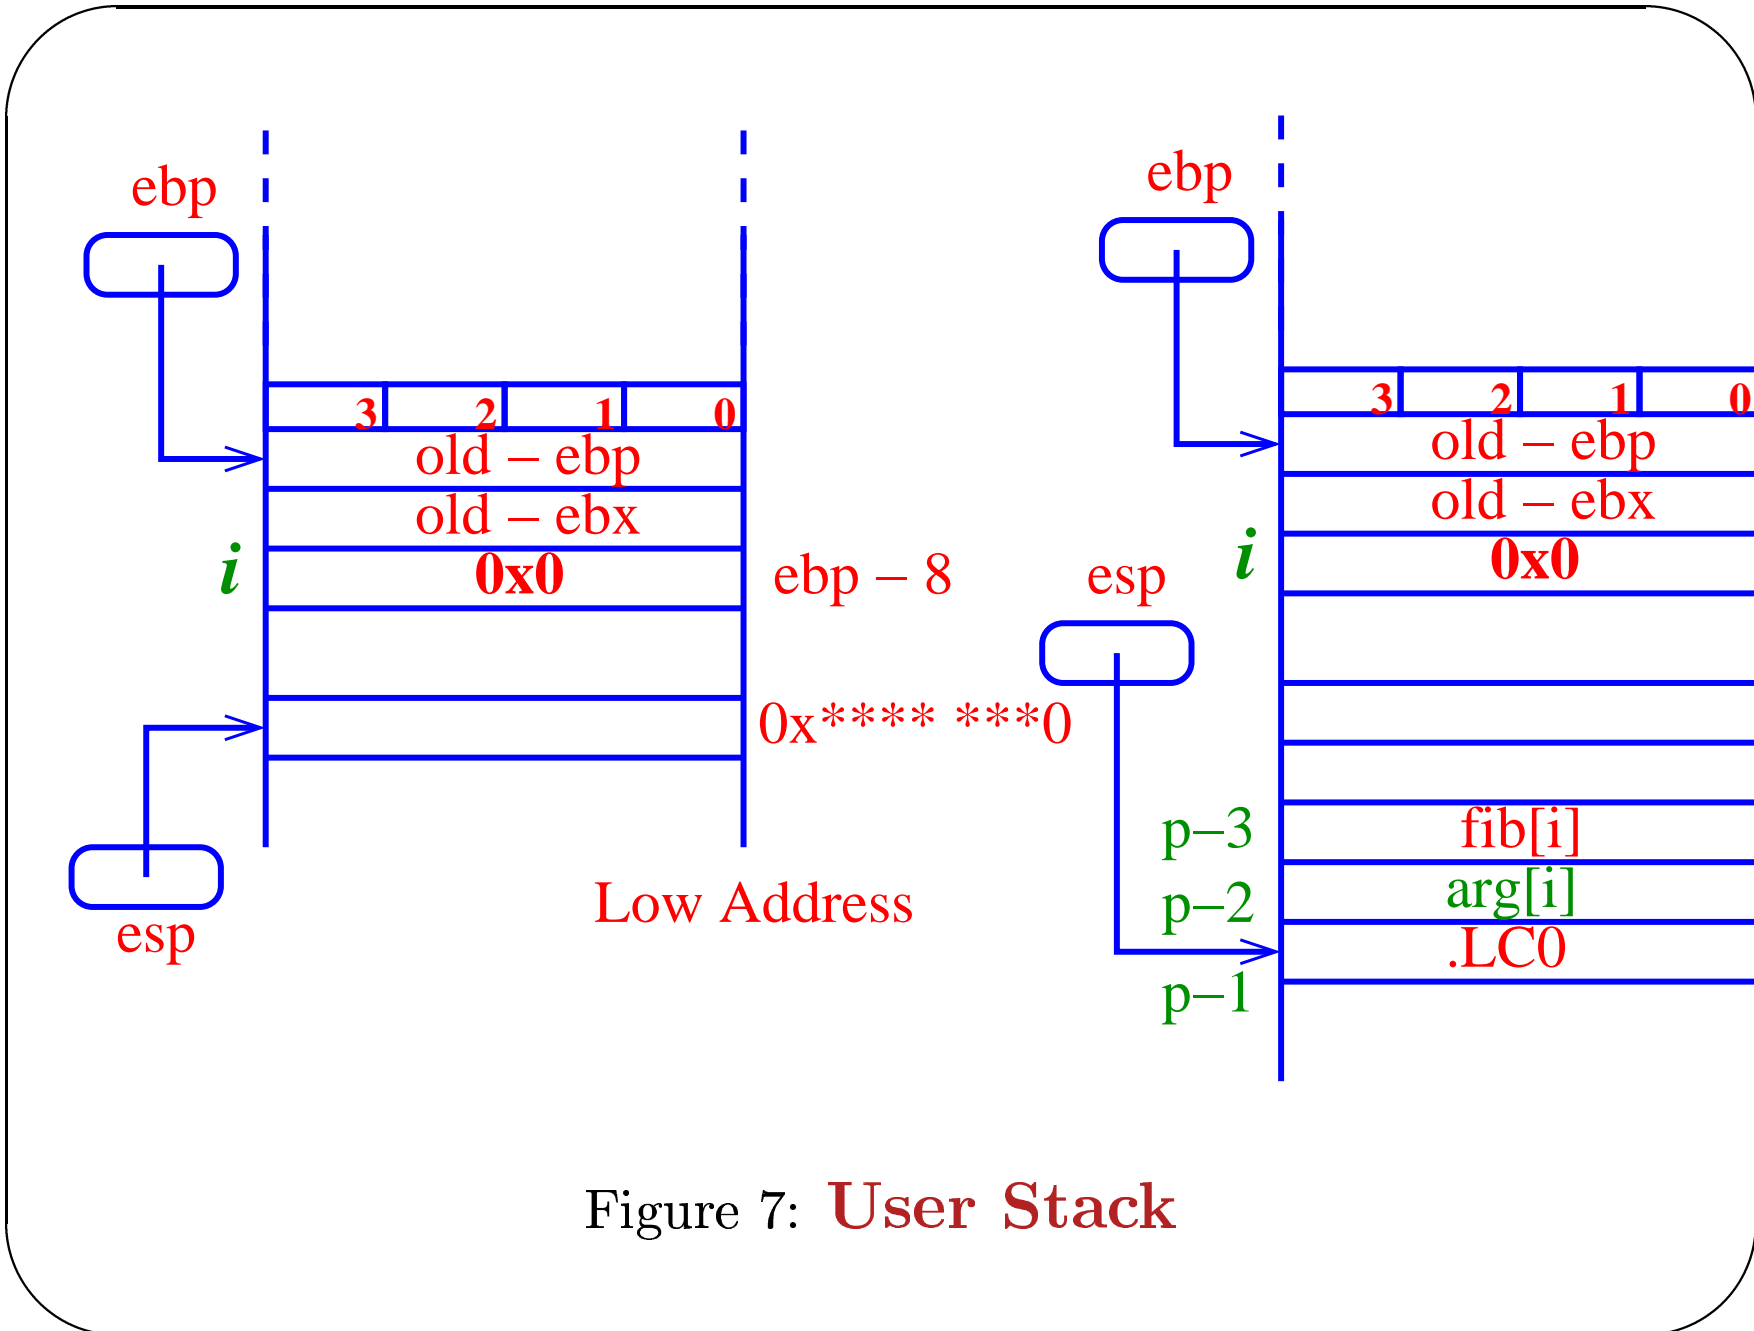 ebp
3 2 1 0
old – ebp
old – ebx
i 0x0 ebp – 8
0x**** ***0
esp
Low Address
ebp
3 2 1 0
old – ebp
old – ebx
i 0x0
esp
p–3 fib[i]
p–2 arg[i]
.LC0
p–1
Figure 7: User Stack